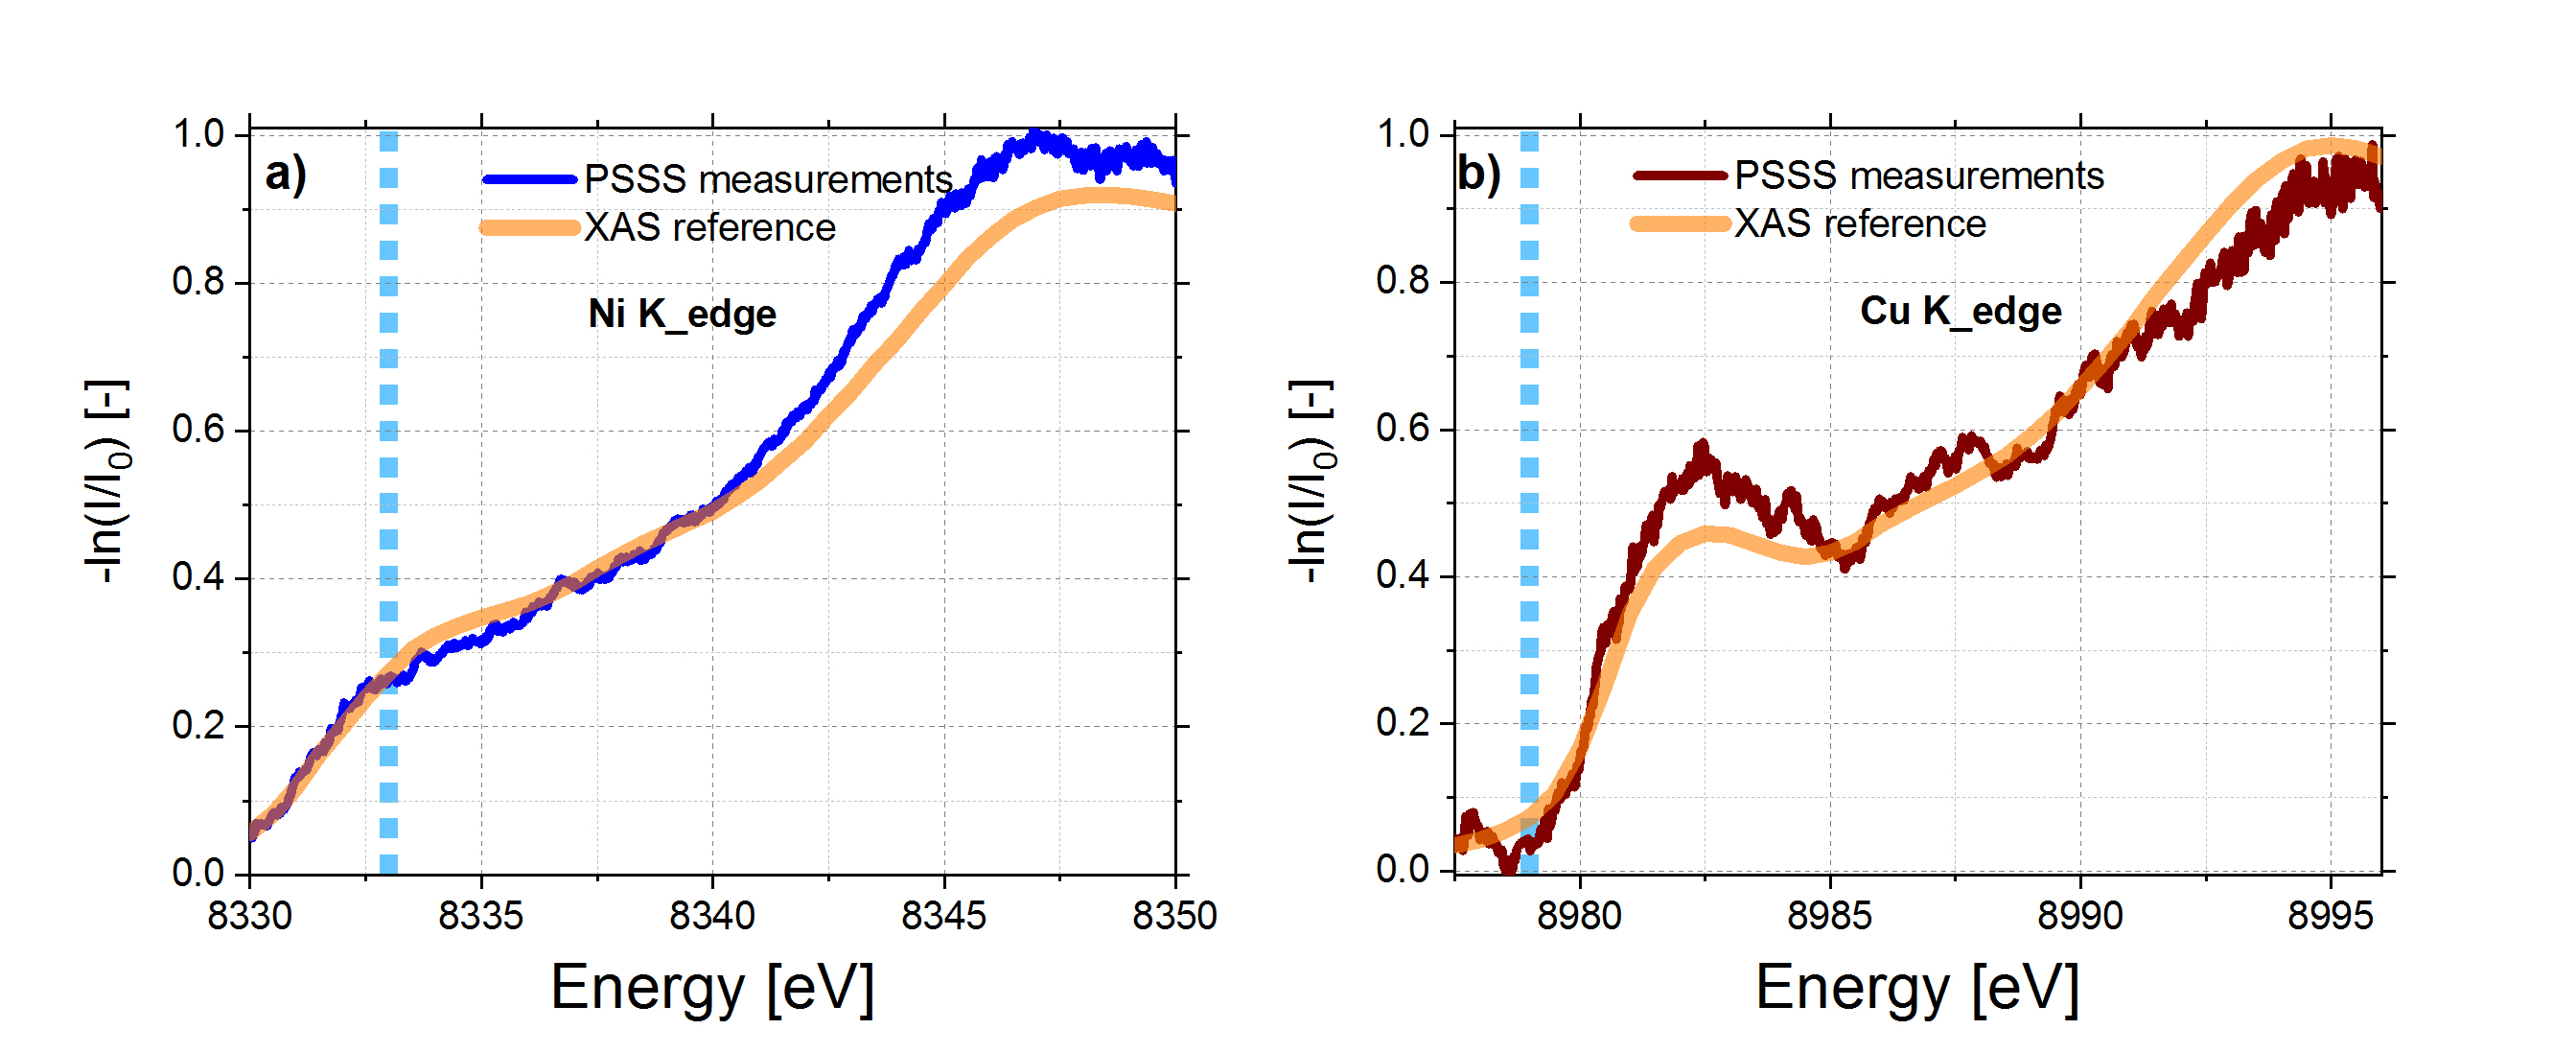 a)
PSSS measurements
XAS reference
Ni K_edge
1.0
0.8
0.6
0.4
0.2
0.0
-ln(I/I0) [-]
8330 8335 8340 8345 8350
Energy [eV]
b)
PSSS measurements
XAS reference
Cu K_edge
1.0
0.8
0.6
0.4
0.2
0.0
-ln(I/I0) [-]
8980 8985 8990 8995
Energy [eV]